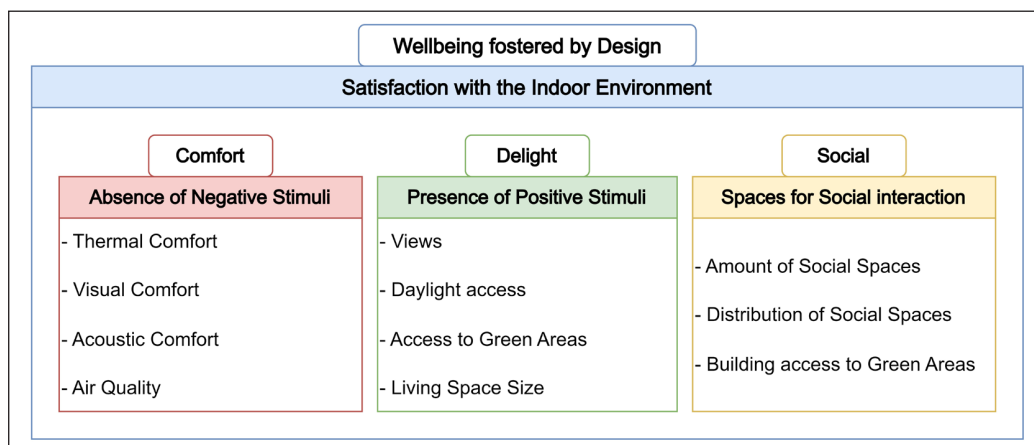 Wellbeing fostered by Design
Satisfaction with the Indoor Environment
Comfort
Absence of Negative Stimuli
- Thermal Comfort
- Visual Comfort
- Acoustic Comfort
- Air Quality
Delight
Presence of Positive Stimuli
- Views
- Daylight access
- Access to Green Areas
- Living Space Size
Social
Spaces for Social interaction
- Amount of Social Spaces
- Distribution of Social Spaces
- Building access to Green Areas